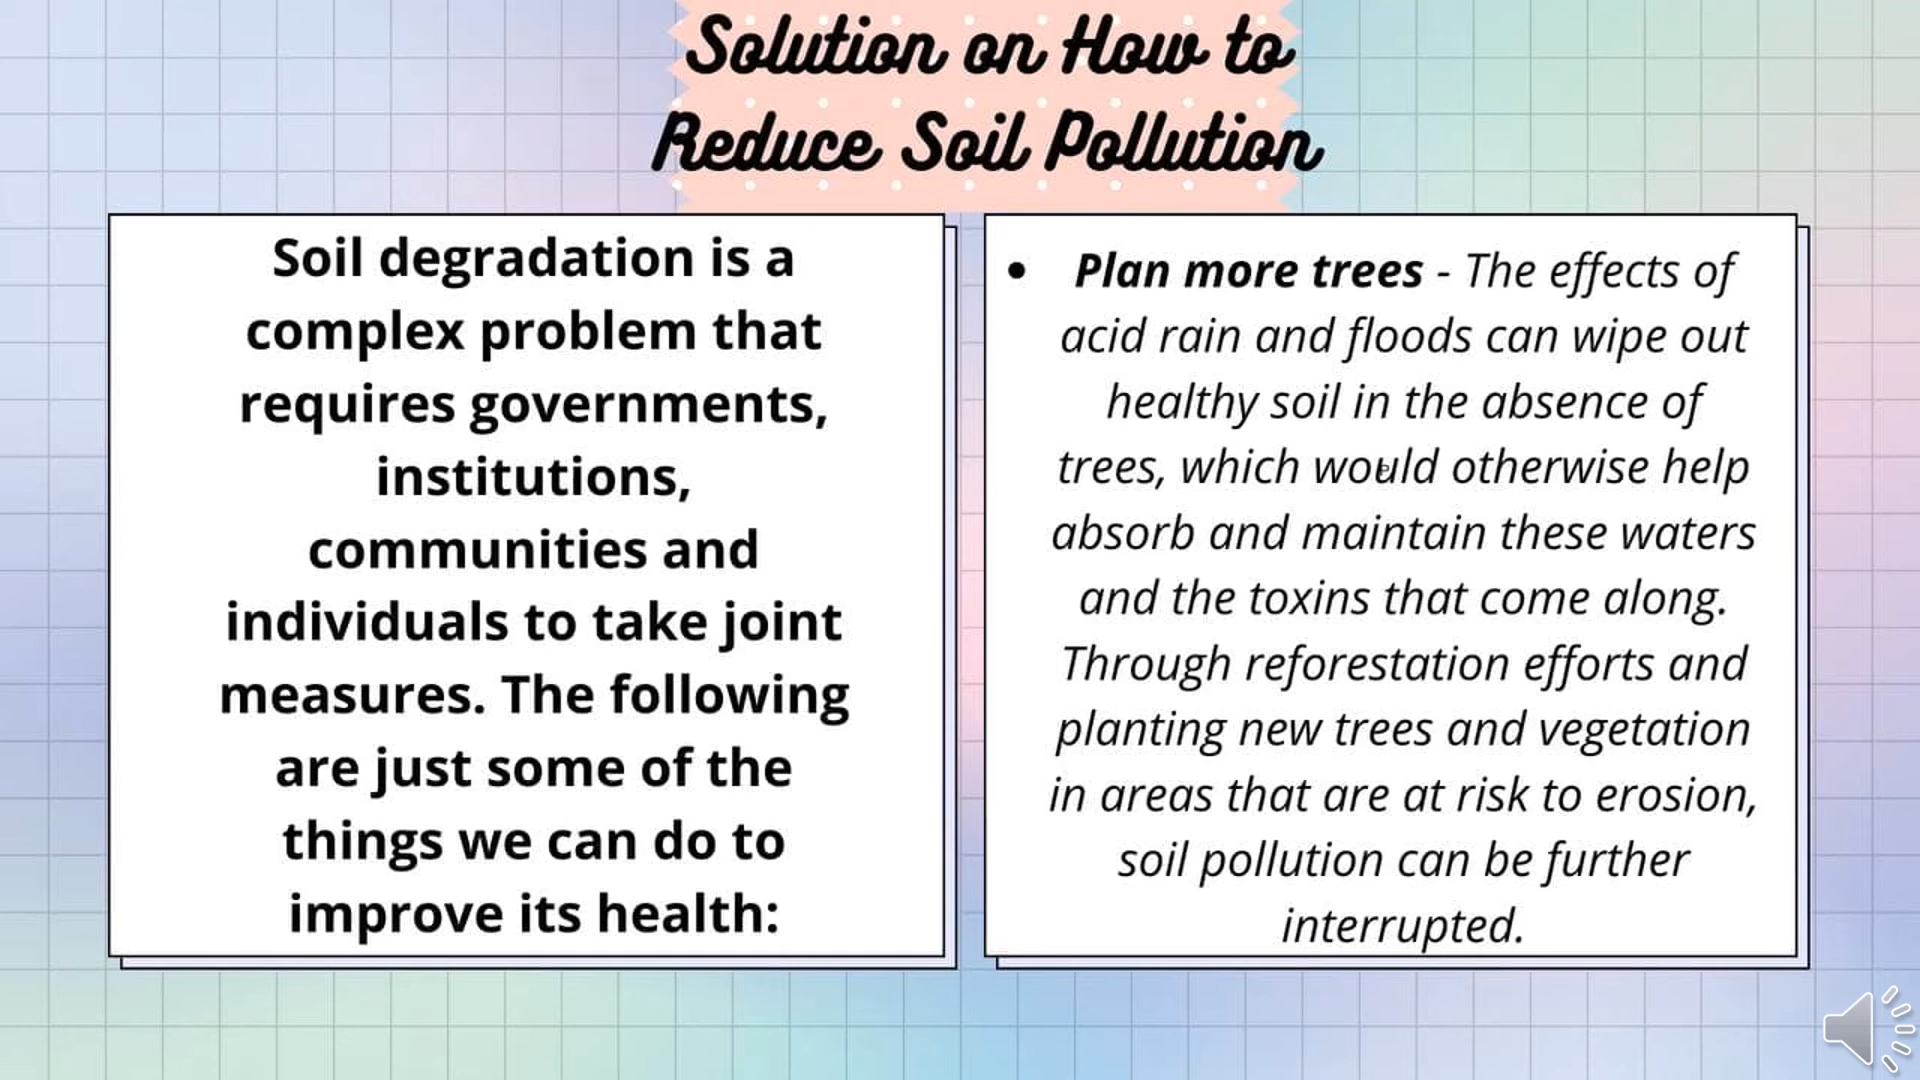 Solution on How to
Reduce Soil Pollution
Soil degradation is a
complex problem that
requires governments,
institutions,
communities and
individuals to take joint
measures. The following
are just some of the
things we can do to
improve its health:
• Plan more trees - The effects of
acid rain and floods can wipe out
healthy soil in the absence of
trees, which would otherwise help
absorb and maintain these waters
and the toxins that come along.
Through reforestation efforts and
planting new trees and vegetation
in areas that are at risk to erosion,
soil pollution can be further
interrupted.